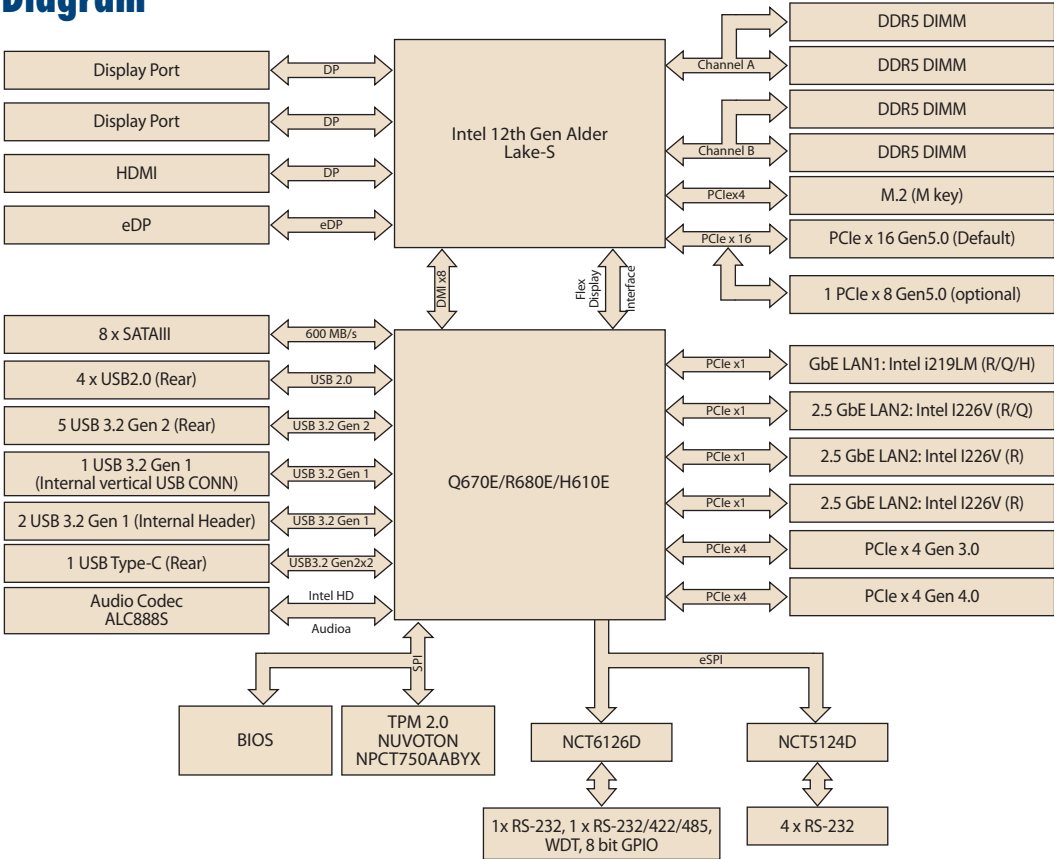 Diagram
DDR5 DIMM
Display Port
DP
Channel A
DDR5 DIMM
Display Port
DP
DDR5 DIMM
Intel 12th Gen Alder
Lake-S
HDMI
DP
Channel B
DDR5 DIMM
PCIex4
M.2 (M key)
eDP
eDP
PCIe x 16
PCIe x 16 Gen5.0 (Default)
DMI x8
Flex
Display
Interface
1 PCIe x 8 Gen5.0 (optional)
8 x SATAIII
600 MB/s
PCIe x1
GbE LAN1: Intel i219LM (R/Q/H)
4 x USB2.0 (Rear)
USB 2.0
PCIe x1
2.5 GbE LAN2: Intel I226V (R/Q)
5 USB 3.2 Gen 2 (Rear)
USB 3.2 Gen 2
PCIe x1
2.5 GbE LAN2: Intel I226V (R)
1 USB 3.2 Gen 1
(Internal vertical USB CONN)
USB 3.2 Gen 1
Q670E/R680E/H610E
PCIe x1
2.5 GbE LAN2: Intel I226V (R)
2 USB 3.2 Gen 1 (Internal Header)
USB 3.2 Gen 1
PCIe x4
PCIe x 4 Gen 3.0
1 USB Type-C (Rear)
USB3.2 Gen2x2
PCIe x4
PCIe x 4 Gen 4.0
Audio Codec
ALC888S
Intel HD
Audioa
SPI
eSPI
BIOS
TPM 2.0
NUVOTON
NPCT750AABYX
NCT6126D
NCT5124D
1x RS-232, 1 x RS-232/422/485,
WDT, 8 bit GPIO
4 x RS-232